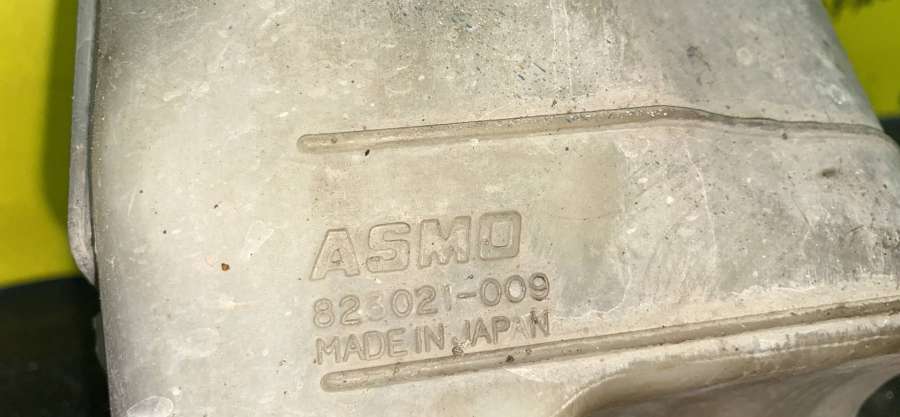 ASMO
823021-009
MADE IN JAPAN